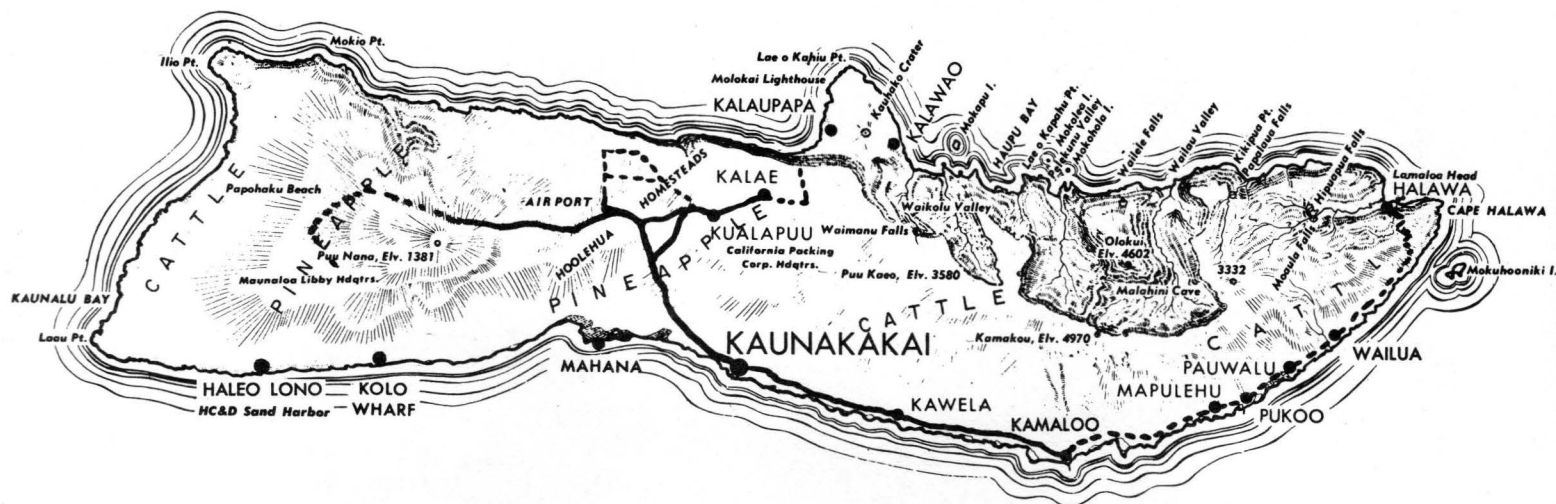 Mokio Pt.
Ilio Pt.
Lae o Kahiu Pt.
Molokai Lighthouse
KALAUPAPA
Kauhako Crater
KALAWAO
Mokapu I.
HAUPU BAY
Lae o Kapahu Pt.
Mokolea I.
Pelekunu Valley
Mokohola I.
Wailele Falls
Wailau Valley
Kikipua Pt.
Papalaua Falls
Hipuapua Falls
Lamaloa Head
HALAWA
CAPE HALAWA
CATTLE
Papohaku Beach
PINEAPPLE
AIRPORT
HOMESTEADS
KALAE
HOOLEHUA
KUALAPUU
California Packing
Corp. Hdqtrs.
PINEAPPLE
Waikolu Valley
Waimanu Falls
Puu Nana, Elv. 1381
Maunaloa Libby Hdqtrs.
Puu Kaeo, Elv. 3580
Olokui
Elv. 4602
3332
Moaula Falls
Malahini Cave
Mokuhooniki I.
KAUNALU BAY
Laau Pt.
CATTLE
Kamakou, Elv. 4970
CATTLE
KAUNAKAKAI
MAHANA
HALEO LONO
KOLO
WHARF
HC&D Sand Harbor
WAILUA
PAUWALU
MAPULEHU
PUKOO
KAWELA
KAMALOO